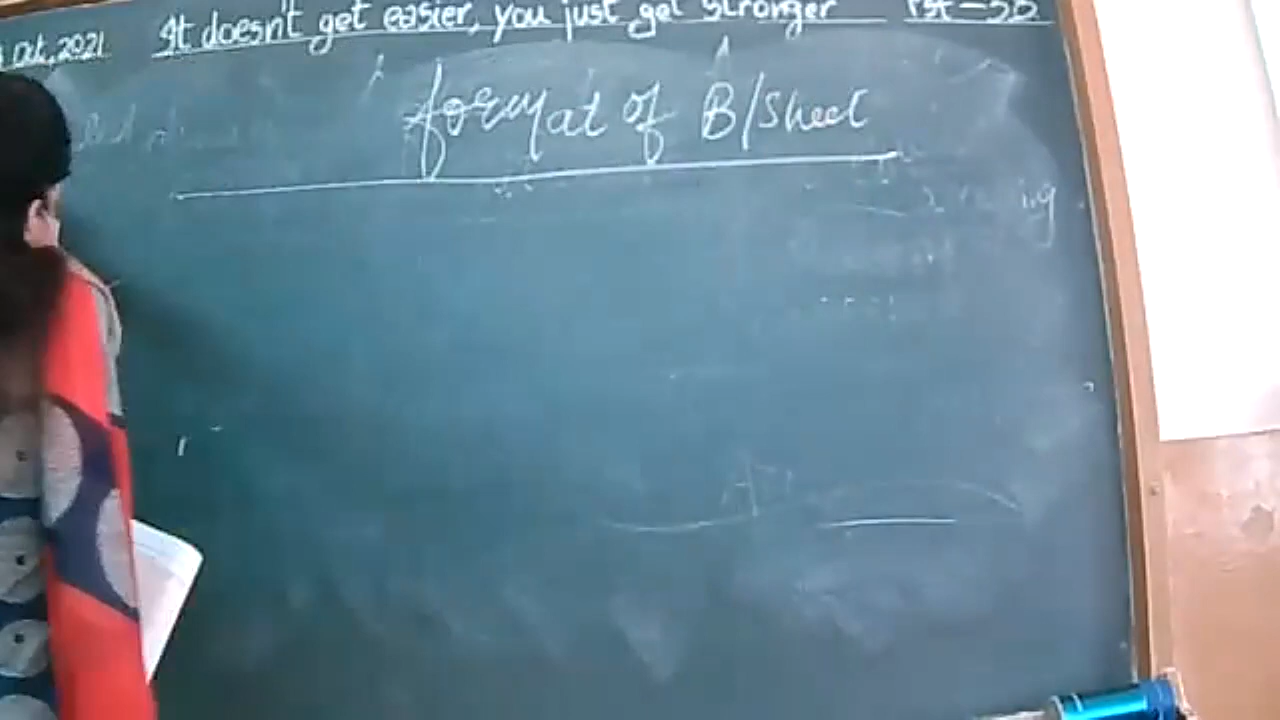 Oct, 2021 It doesn't get easier, you just get stronger
format of B/Sheet